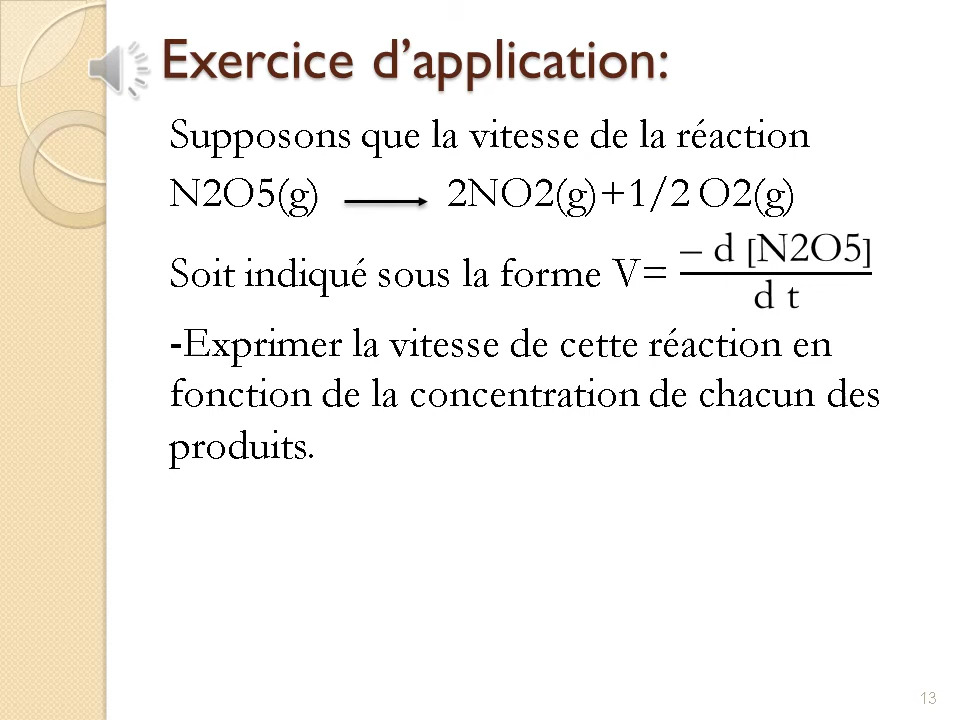 Exercice d’application:
Supposons que la vitesse de la réaction
N2O5(g) ⟶ 2NO2(g)+1/2 O2(g)
Soit indiqué sous la forme V= – d [N2O5] / d t
-Exprimer la vitesse de cette réaction en
fonction de la concentration de chacun des
produits.
13